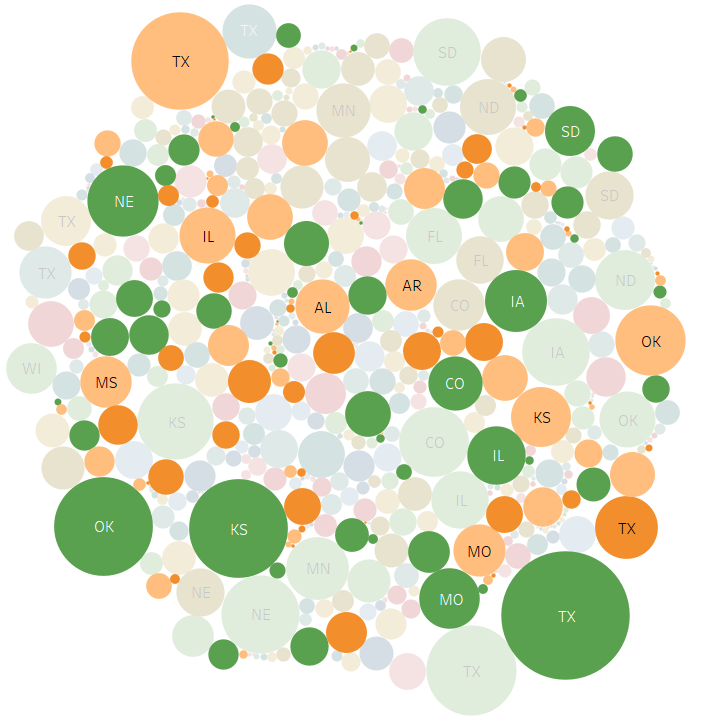 TX
TX
SD
MN
ND
SD
NE
SD
TX
IL
FL
FL
TX
ND
AR
CO
IA
AL
OK
IA
WI
MS
CO
KS
KS
OK
CO
IL
IL
OK
KS
TX
MO
MN
NE
MO
NE
TX
TX